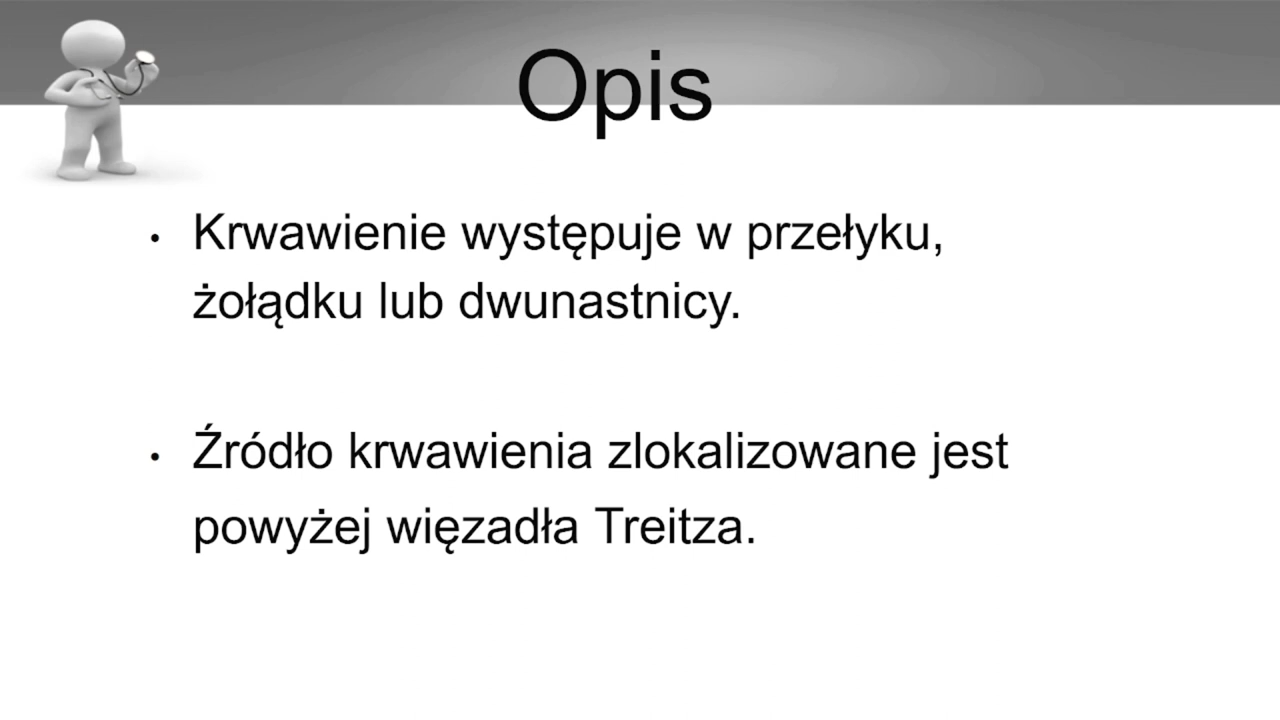 Opis
• Krwawienie występuje w przełyku,
żołądku lub dwunastnicy.
• Źródło krwawienia zlokalizowane jest
powyżej więzadła Treitza.